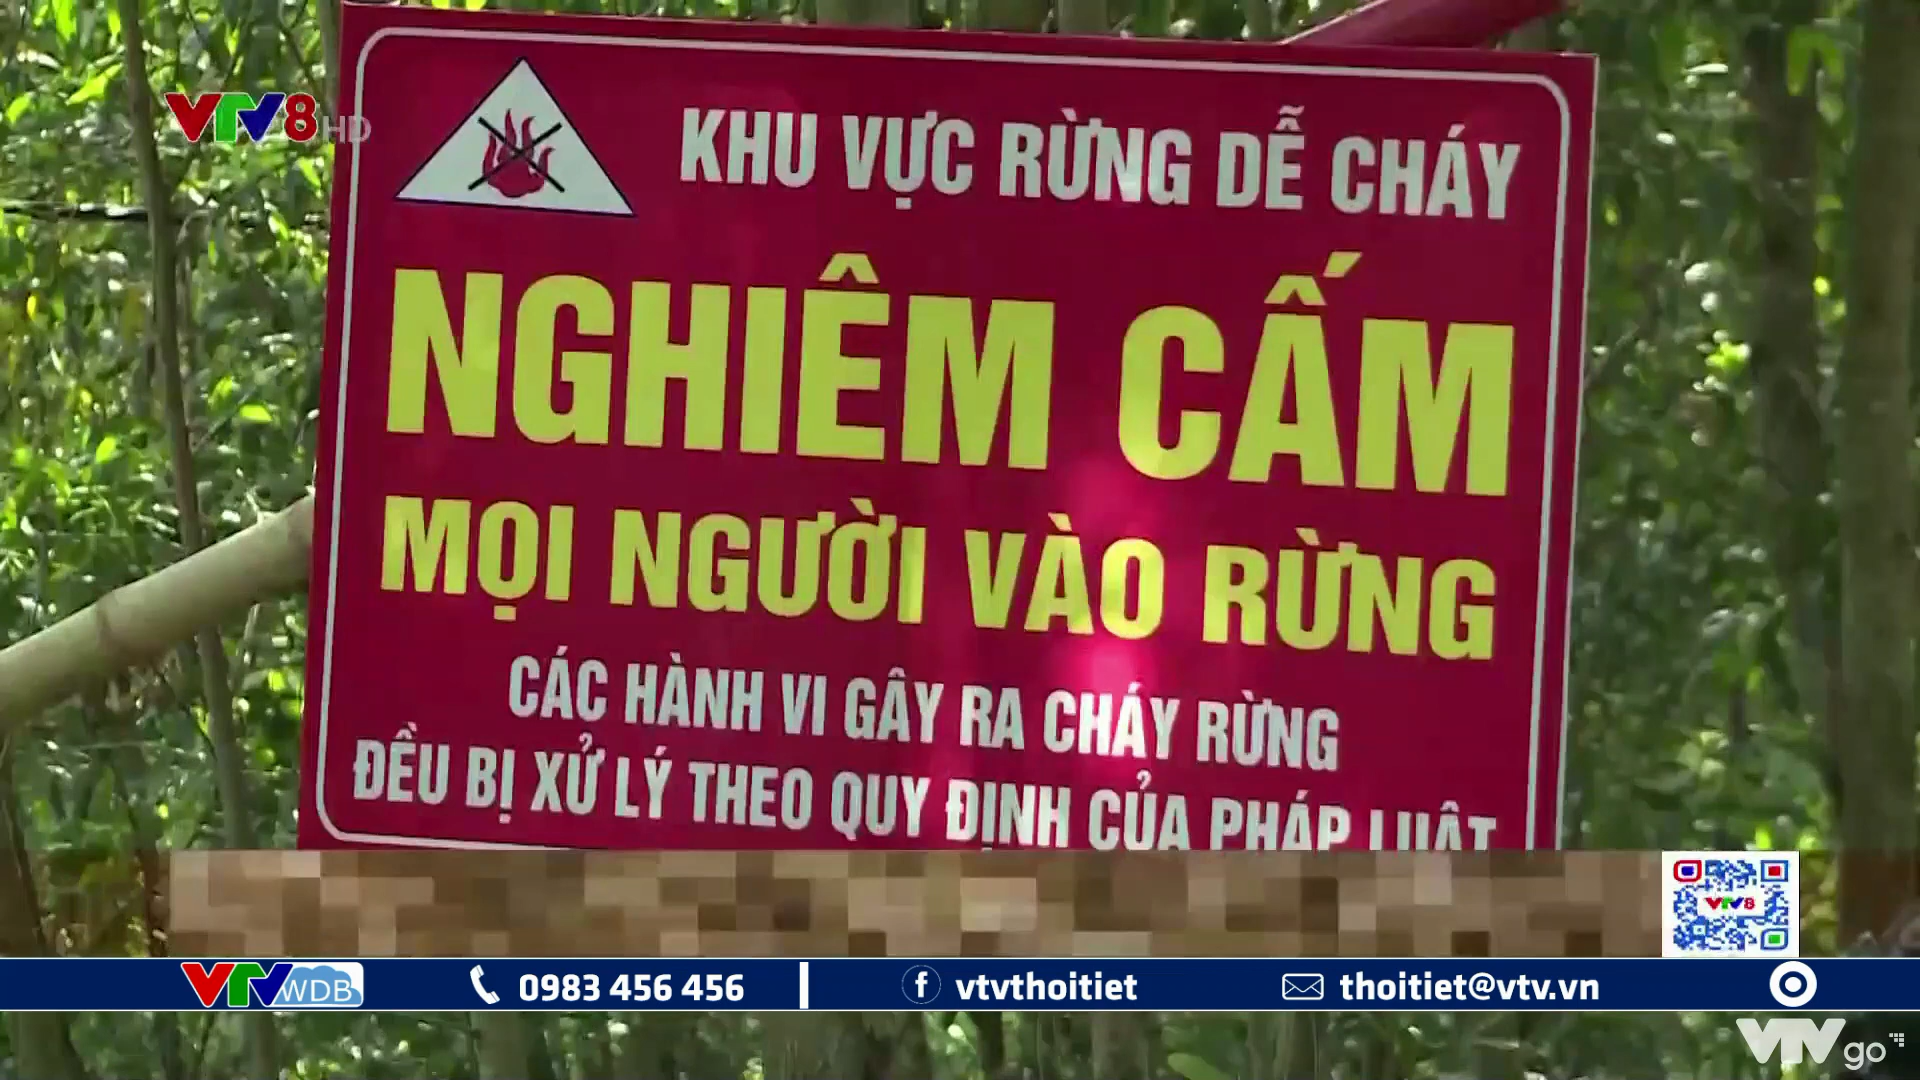 VTV8 HD
KHU VỰC RỪNG DỄ CHÁY
NGHIÊM CẤM
MỌI NGƯỜI VÀO RỪNG
CÁC HÀNH VI GÂY RA CHÁY RỪNG
ĐỀU BỊ XỬ LÝ THEO QUY ĐỊNH CỦA PHÁP LUẬT
VTV8
VTV WDB 0983 456 456 f vtvthoitiet thoitiet@vtv.vn
VTV go